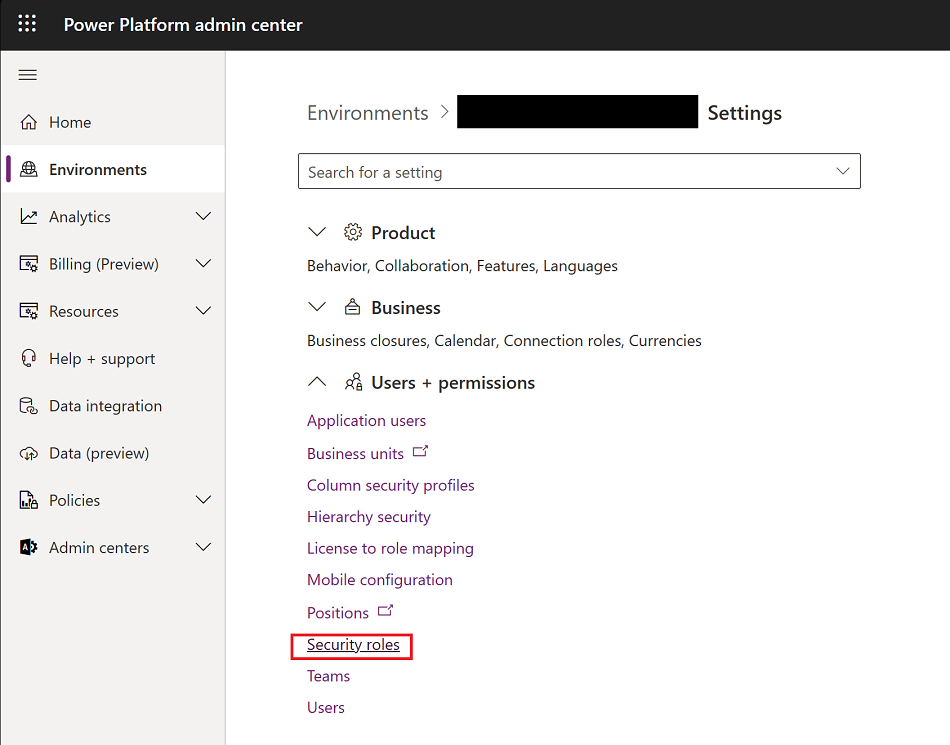 Power Platform admin center
Home
Environments
Analytics
Billing (Preview)
Resources
Help + support
Data integration
Data (preview)
Policies
Admin centers
Environments > Settings
Search for a setting
Product
Behavior, Collaboration, Features, Languages
Business
Business closures, Calendar, Connection roles, Currencies
Users + permissions
Application users
Business units
Column security profiles
Hierarchy security
License to role mapping
Mobile configuration
Positions
Security roles
Teams
Users